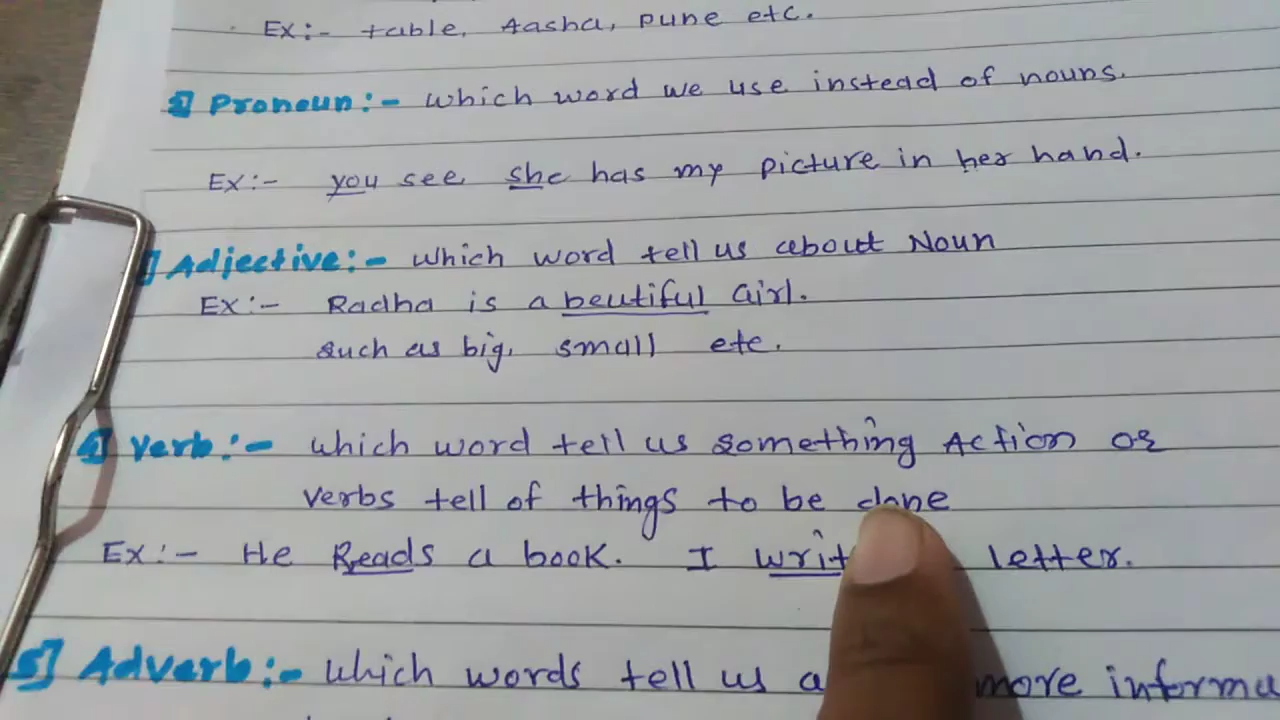 Ex:- table, Aasha, pune etc.
Pronoun:- which word we use instead of nouns.
Ex:- you see she has my picture in her hand.
] Adjective:- which word tell us about Noun
Ex:- Radha is a beutiful Girl.
such as big, small etc.
4] Verb:- which word tell us something Action or
verbs tell of things to be done
Ex:- He Reads a book. I writ letter.
5] Adverb:- which words tell us more informa